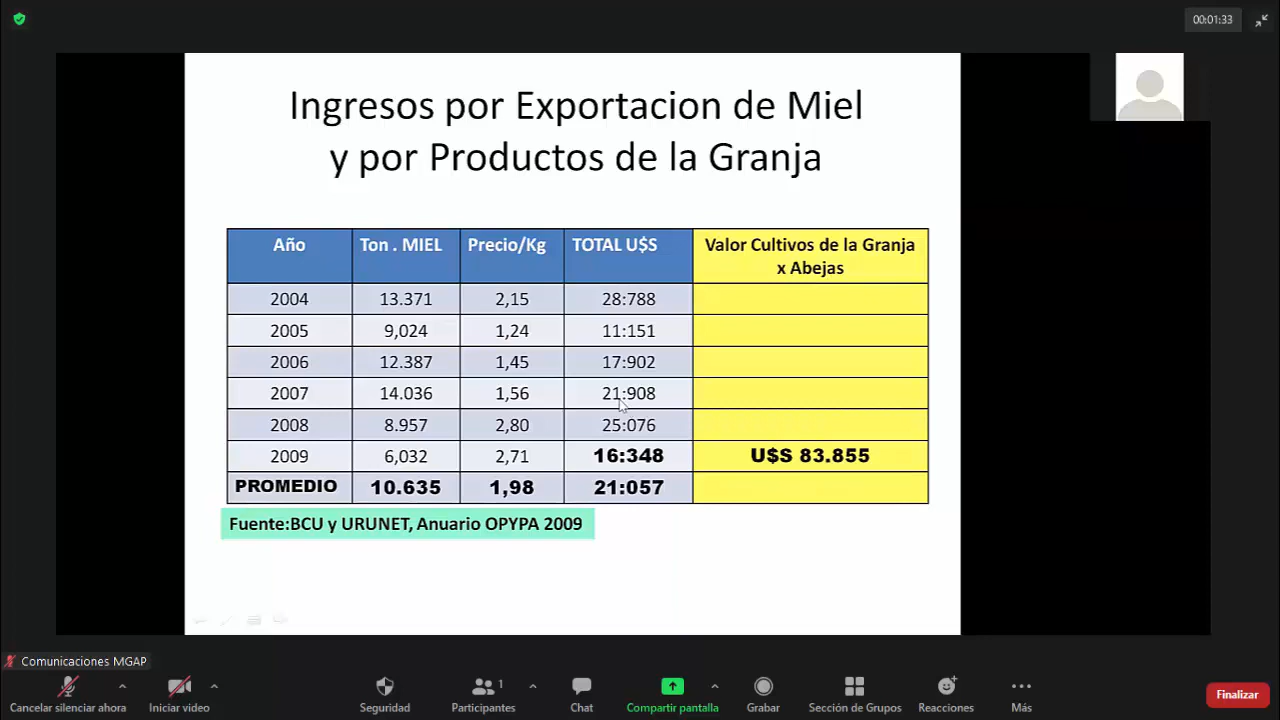 00:01:33
Ingresos por Exportacion de Miel
y por Productos de la Granja
Año Ton . MIEL Precio/Kg TOTAL U$S Valor Cultivos de la Granja
x Abejas
2004 13.371 2,15 28:788
2005 9,024 1,24 11:151
2006 12.387 1,45 17:902
2007 14.036 1,56 21:908
2008 8.957 2,80 25:076
2009 6,032 2,71 16:348 U$S 83.855
PROMEDIO 10.635 1,98 21:057
Fuente:BCU y URUNET, Anuario OPYPA 2009
Comunicaciones MGAP
1
Cancelar silenciar ahora Iniciar video Seguridad Participantes Chat Compartir pantalla Grabar Sección de Grupos Reacciones Más Finalizar